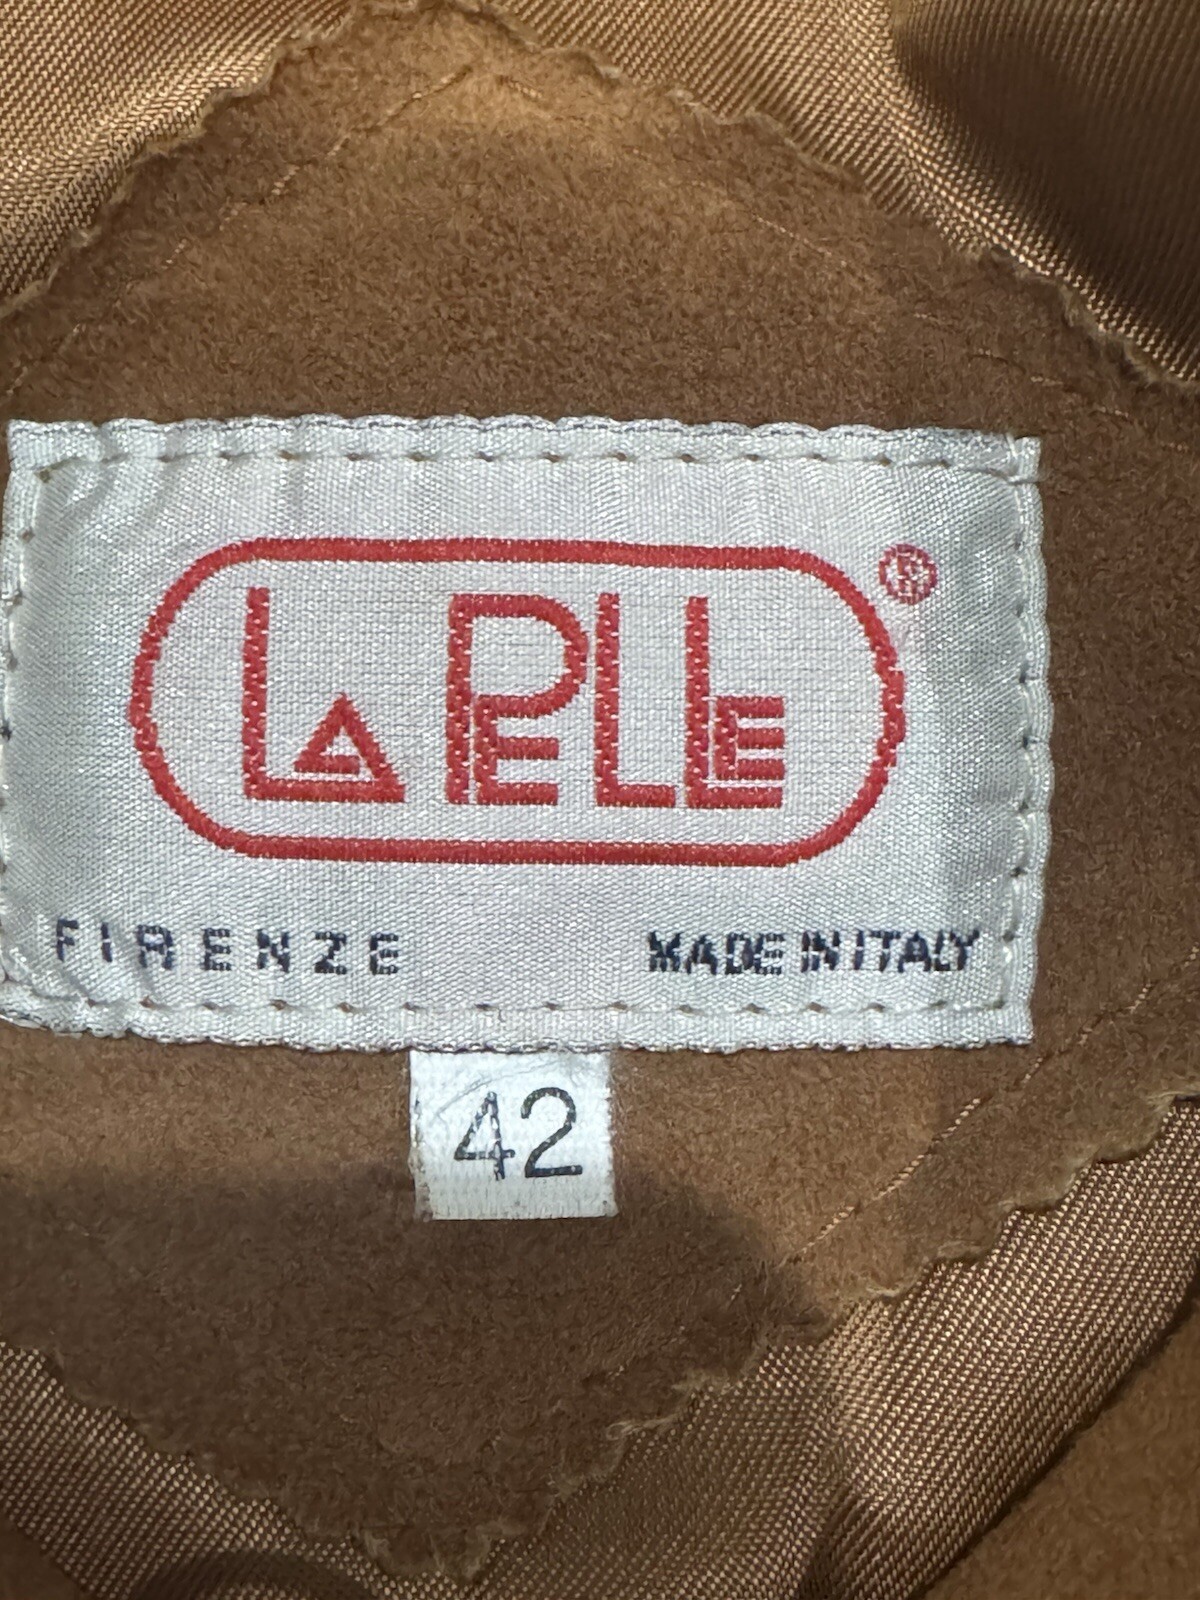 LA PELLE ®
FIRENZE MADE IN ITALY
42